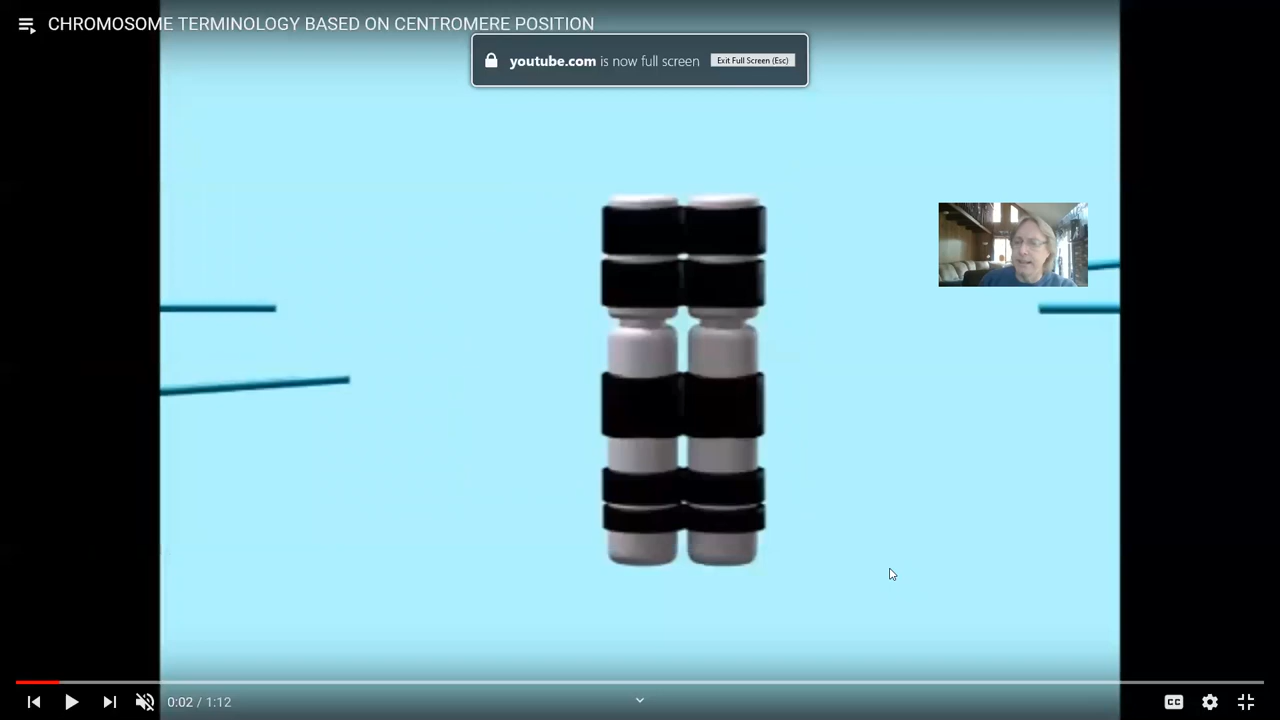 CHROMOSOME TERMINOLOGY BASED ON CENTROMERE POSITION
youtube.com is now full screen Exit Full Screen (Esc)
0:02 / 1:12
CC